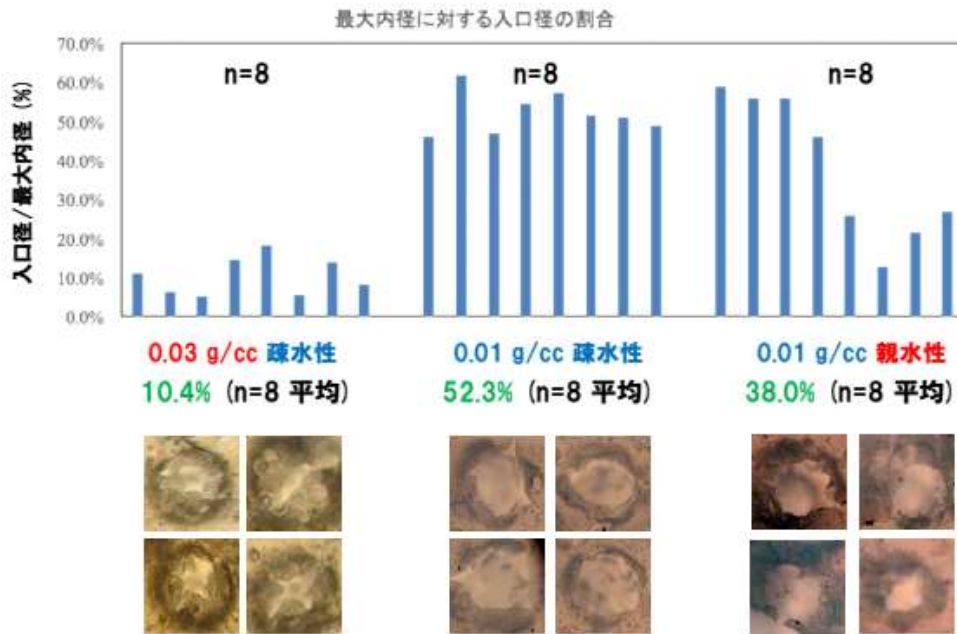 最大内径に対する入口径の割合
入口径/最大内径 (%)
70.0%
60.0%
50.0%
40.0%
30.0%
20.0%
10.0%
0.0%
n=8
n=8
n=8
0.03 g/cc 疎水性
10.4% (n=8 平均)
0.01 g/cc 疎水性
52.3% (n=8 平均)
0.01 g/cc 親水性
38.0% (n=8 平均)